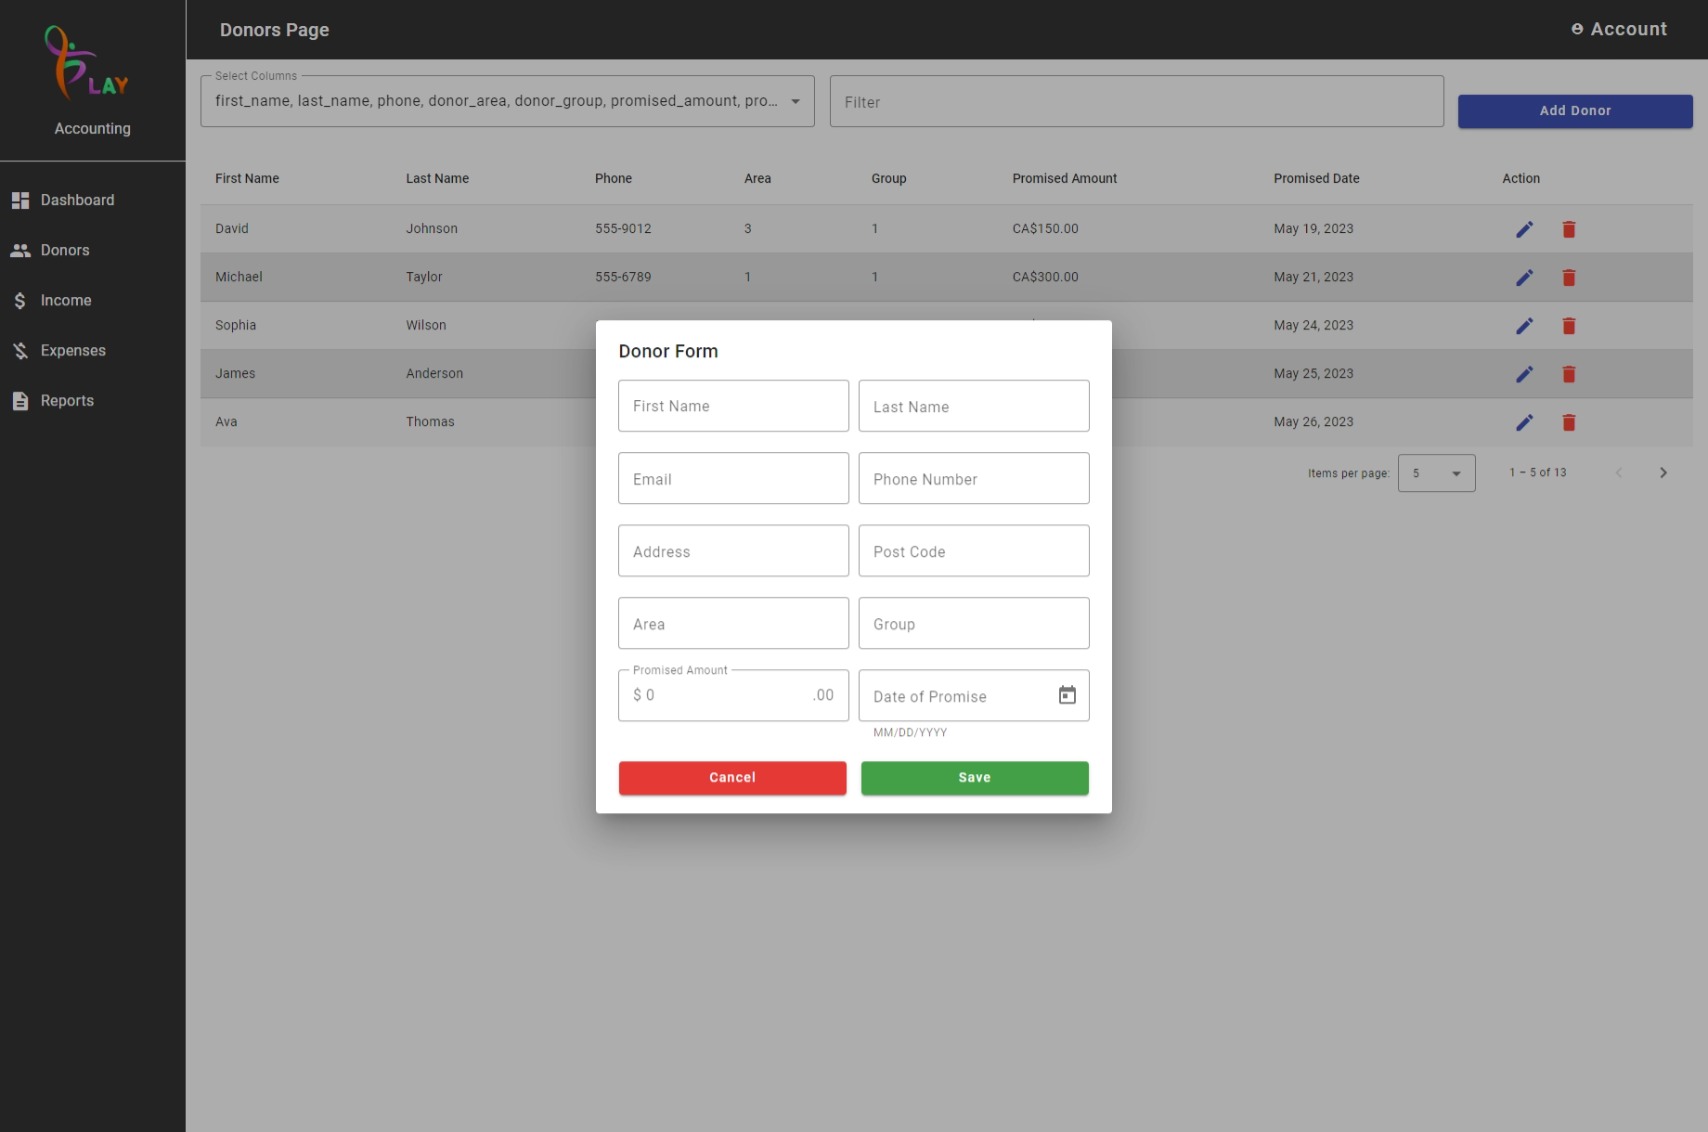 LAY
Accounting
Dashboard
Donors
Income
Expenses
Reports
Donors Page
Account
Select Columns
first_name, last_name, phone, donor_area, donor_group, promised_amount, pro...
Filter
Add Donor
First Name Last Name Phone Area Group Promised Amount Promised Date Action
David Johnson 555-9012 3 1 CA$150.00 May 19, 2023
Michael Taylor 555-6789 1 1 CA$300.00 May 21, 2023
Sophia Wilson May 24, 2023
James Anderson May 25, 2023
Ava Thomas May 26, 2023
Items per page: 5 1 – 5 of 13
Donor Form
First Name Last Name
Email Phone Number
Address Post Code
Area Group
Promised Amount
$ 0 .00 Date of Promise
MM/DD/YYYY
Cancel Save